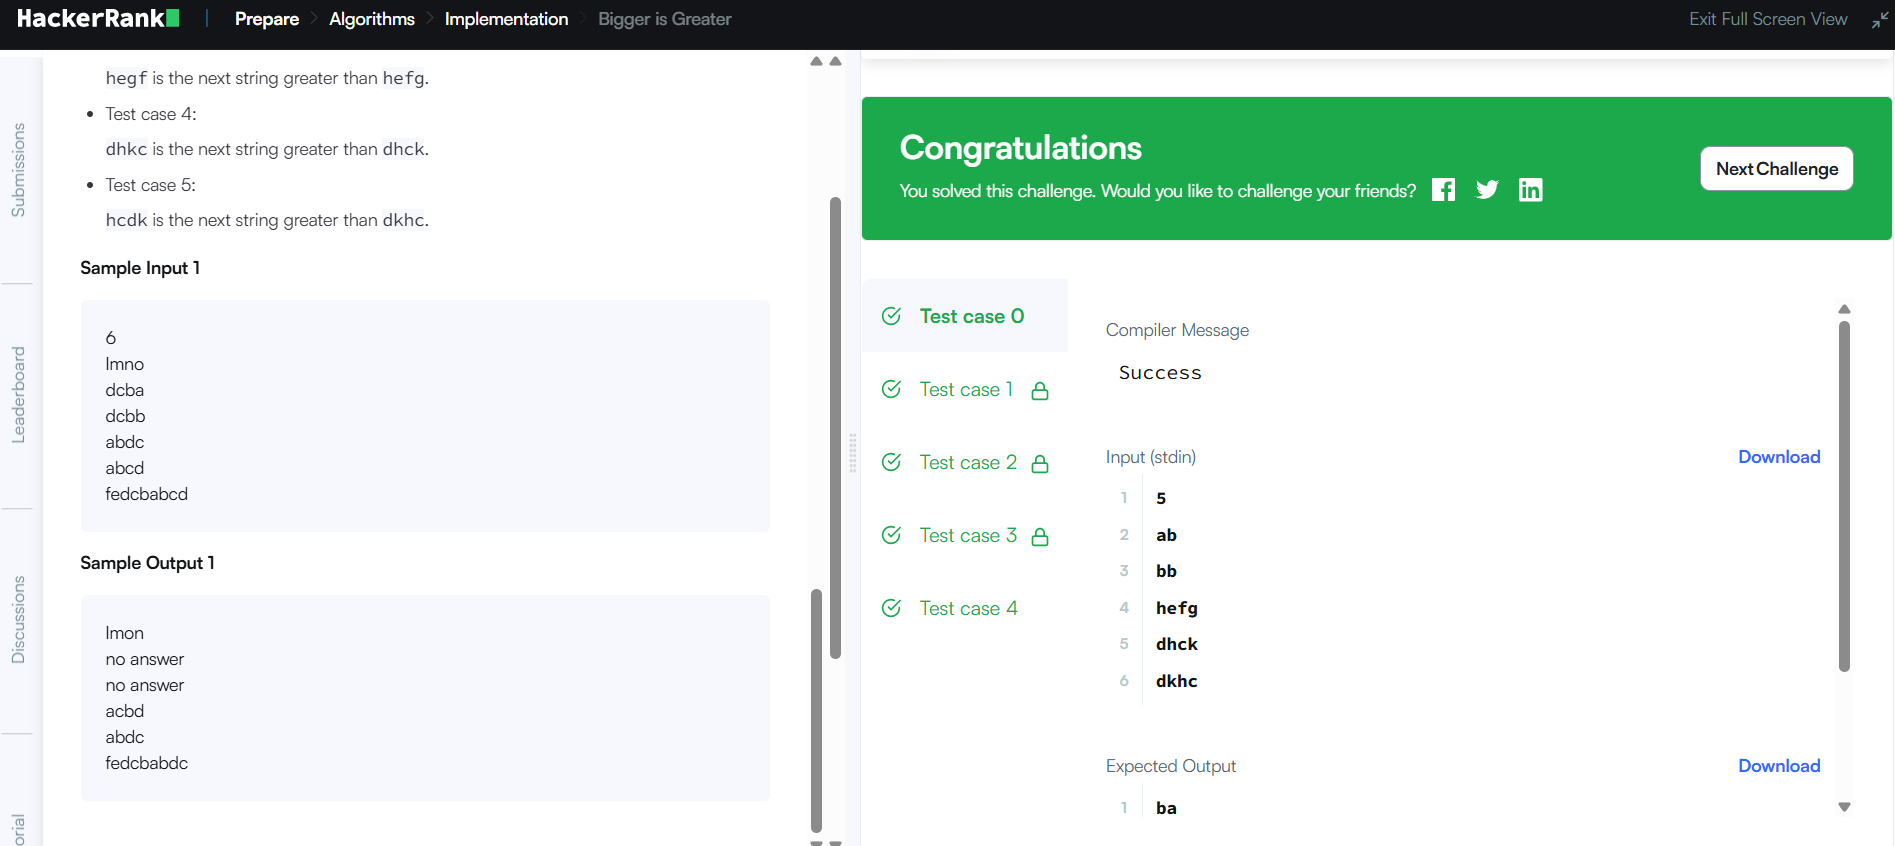 HackerRank
Prepare
Algorithms
Implementation
Bigger is Greater
Exit Full Screen View
Submissions
Leaderboard
Discussions
orial
hegf is the next string greater than hefg.
Test case 4:
dhkc is the next string greater than dhck.
Test case 5:
hcdk is the next string greater than dkhc.
Sample Input 1
6
lmno
dcba
dcbb
abdc
abcd
fedcbabcd
Sample Output 1
lmon
no answer
no answer
acbd
abdc
fedcbabdc
Congratulations
You solved this challenge. Would you like to challenge your friends?
Next Challenge
Test case 0
Test case 1
Test case 2
Test case 3
Test case 4
Compiler Message
Success
Input (stdin)
Download
1 5
2 ab
3 bb
4 hefg
5 dhck
6 dkhc
Expected Output
Download
1 ba